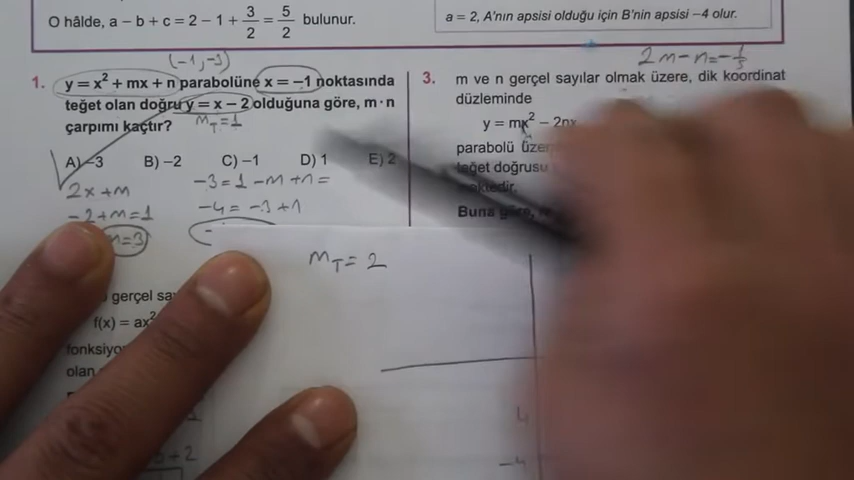 O hâlde, a − b + c = 2 − 1 + 3/2 = 5/2 bulunur.
a = 2, A'nın apsisi olduğu için B'nin apsisi −4 olur.
(-1,-3)
1. y = x² + mx + n parabolüne x = −1 noktasında
teğet olan doğru y = x − 2 olduğuna göre, m · n
çarpımı kaçtır?
m_T = 1
A) −3 B) −2 C) −1 D) 1 E) 2
2x+m
-2+m=1
m=3
-3=1-m+n=
-4=-3+n
m_T = 2
gerçel
f(x) = ax²
olan
2m-n=-1/3
3. m ve n gerçel sayılar olmak üzere, dik koordinat
düzleminde
y = mx² − 2nx
parabolü
teğet doğrusu
Buna göre,
4
-4